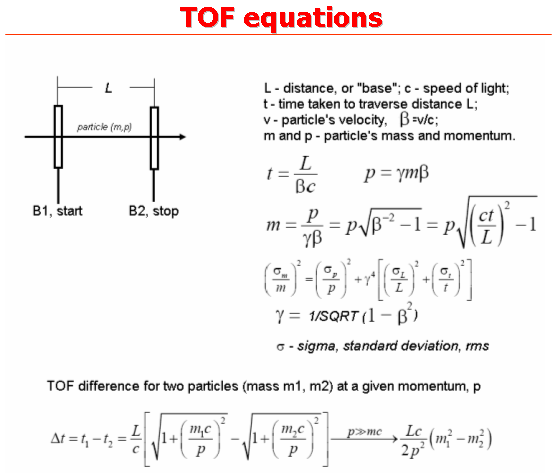 TOF equations
L
particle (m,p)
B1, start
B2, stop
L - distance, or "base"; c - speed of light;
t - time taken to traverse distance L;
v - particle's velocity, β=v/c;
m and p - particle's mass and momentum.
t = L/βc p = γmβ
m = p/γβ = p√(β⁻² − 1) = p√((ct/L)² − 1)
(σₘ/m)² = (σₚ/p)² + γ⁴[(σ_L/L)² + (σₜ/t)²]
γ = 1/SQRT (1 − β²)
σ - sigma, standard deviation, rms
TOF difference for two particles (mass m1, m2) at a given momentum, p
Δt = t₁ − t₂ = L/c [√(1+(m₁c/p)²) − √(1+(m₂c/p)²)] p≫mc → Lc/2p² (m₁² − m₂²)